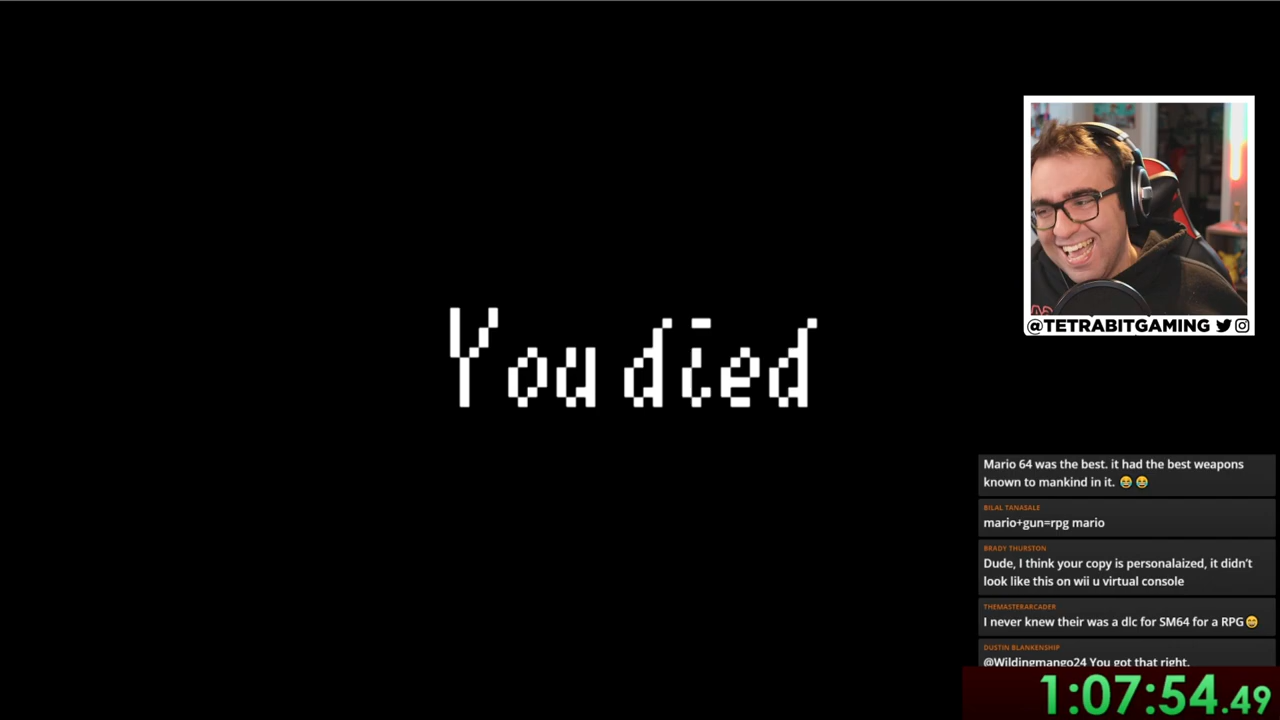 You died
@TETRABITGAMING
Mario 64 was the best. it had the best weapons
known to mankind in it. 😂 😂
BILAL TANASALE
mario+gun=rpg mario
BRADY THURSTON
Dude, I think your copy is personalaized, it didn't
look like this on wii u virtual console
THEMASTERARCADER
I never knew their was a dlc for SM64 for a RPG😄
DUSTIN BLANKENSHIP
@Wildingmango24 You got that right.
1:07:54.49